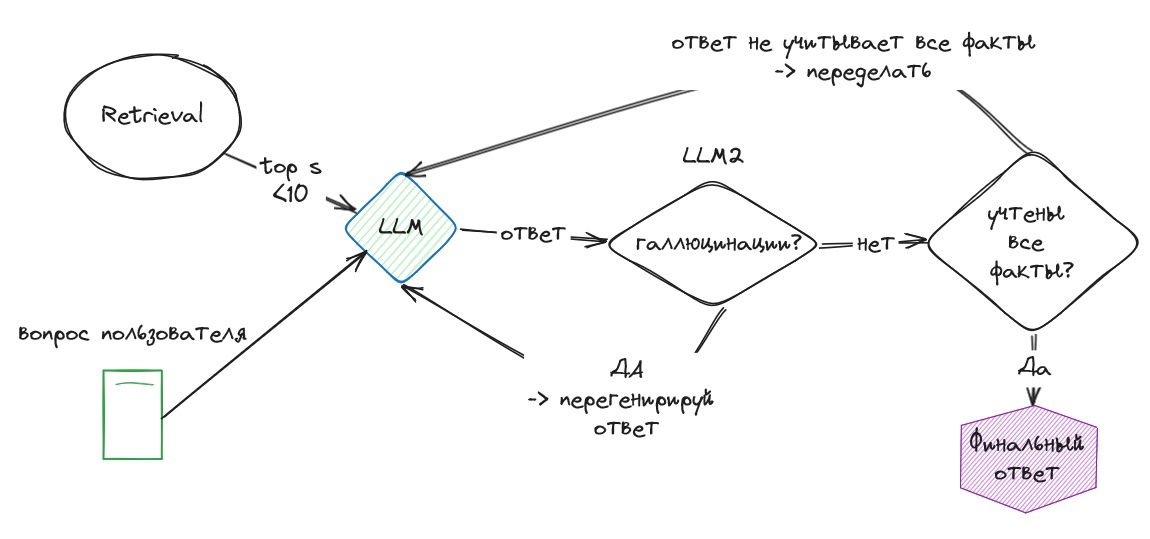 ответ не учитывает все факты
-> переделать
Retrieval
top s
<10
LLM
ответ
LLM2
галлюцинации?
нет
учтены
все
факты?
вопрос пользователя
ДА
-> перегенирируй
ответ
Да
Финальный
ответ